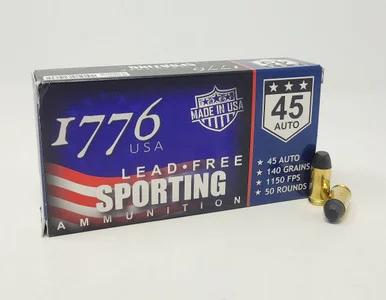 1776
USA
LEAD•FREE
SPORTING
AMMUNITION
MADE IN USA
45
AUTO
★ 45 AUTO
★ 140 GRAINS
★ 1150 FPS
★ 50 ROUNDS